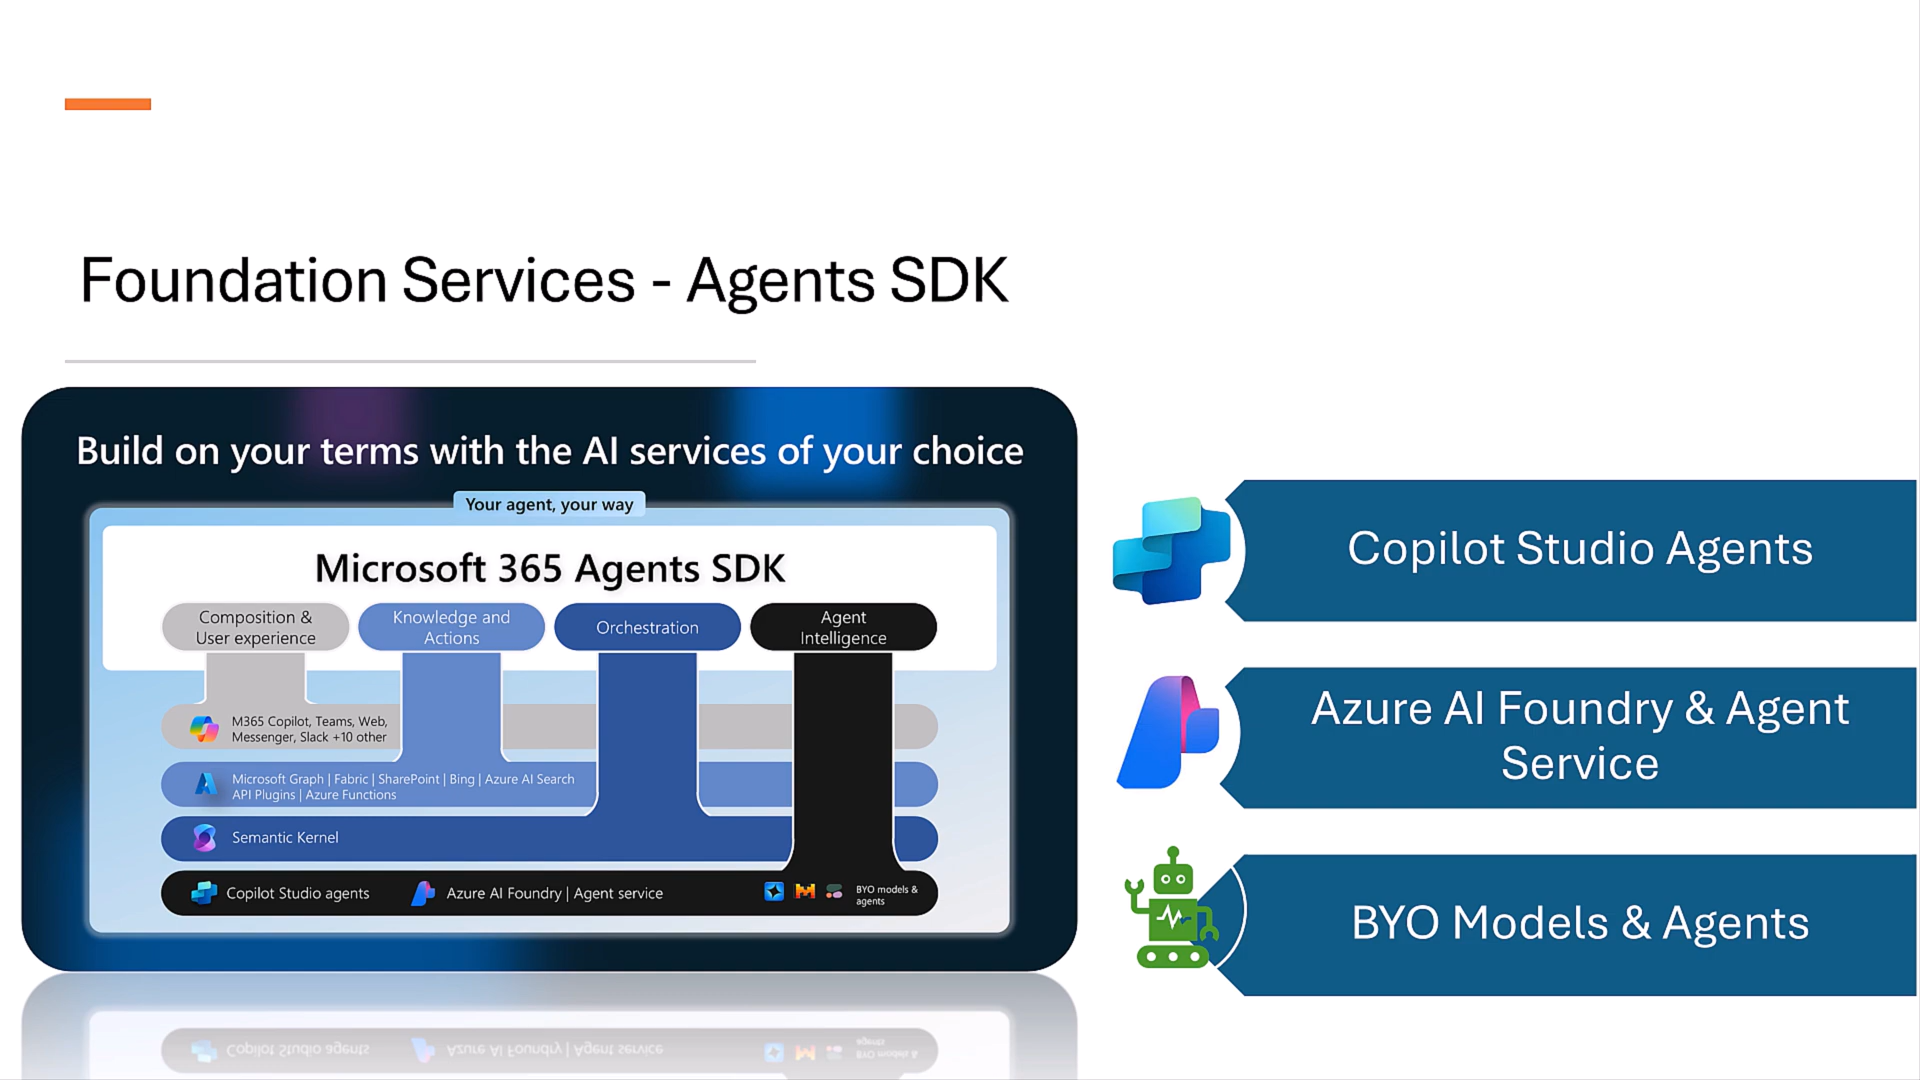 Foundation Services - Agents SDK
Build on your terms with the AI services of your choice
Your agent, your way
Microsoft 365 Agents SDK
Composition &
User experience
Knowledge and
Actions
Orchestration
Agent
Intelligence
M365 Copilot, Teams, Web,
Messenger, Slack +10 other
Microsoft Graph | Fabric | SharePoint | Bing | Azure AI Search
API Plugins | Azure Functions
Semantic Kernel
Copilot Studio agents
Azure AI Foundry | Agent service
BYO models &
agents
Copilot Studio Agents
Azure AI Foundry & Agent
Service
BYO Models & Agents